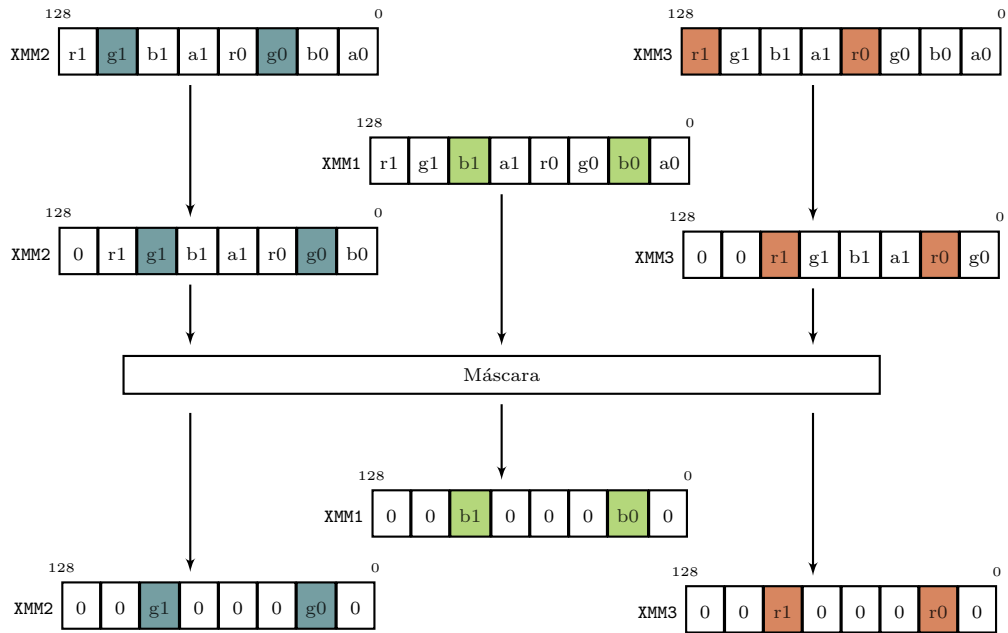 128 0
XMM2 r1 g1 b1 a1 r0 g0 b0 a0
128 0
XMM3 r1 g1 b1 a1 r0 g0 b0 a0
128 0
XMM1 r1 g1 b1 a1 r0 g0 b0 a0
128 0
XMM2 0 r1 g1 b1 a1 r0 g0 b0
128 0
XMM3 0 0 r1 g1 b1 a1 r0 g0
Máscara
128 0
XMM1 0 0 b1 0 0 0 b0 0
128 0
XMM2 0 0 g1 0 0 0 g0 0
128 0
XMM3 0 0 r1 0 0 0 r0 0